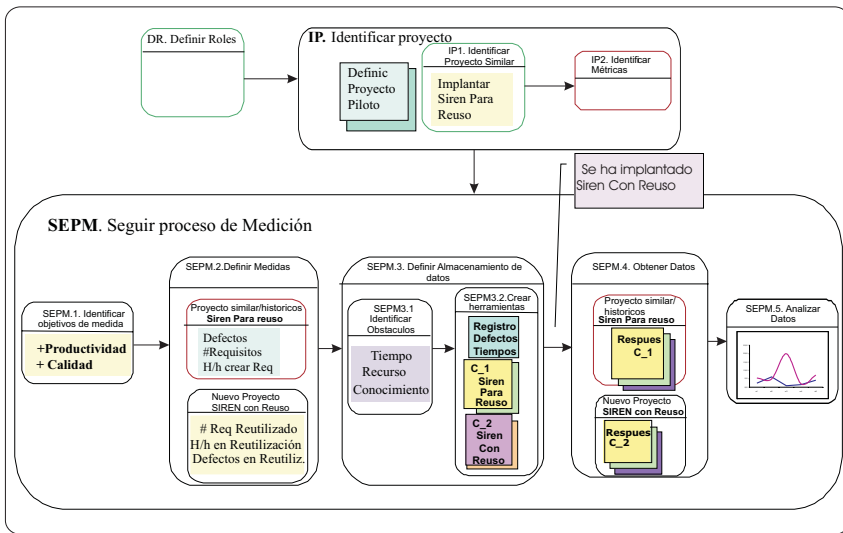 DR. Definir Roles
IP. Identificar proyecto
Definic
Proyecto
Piloto
IP1. Identificar
Proyecto Similar
Implantar
Siren Para
Reuso
IP2. Identificar
Métricas
Se ha implantado
Siren Con Reuso
SEPM. Seguir proceso de Medición
SEPM.1. Identificar
objetivos de medida
+Productividad
+ Calidad
SEPM.2.Definir Medidas
Proyecto similar/historicos
Siren Para reuso
Defectos
#Requisitos
H/h crear Req
Nuevo Proyecto
SIREN con Reuso
# Req Reutilizado
H/h en Reutilización
Defectos en Reutiliz.
SEPM.3. Definir Almacenamiento de
datos
SEPM3.1
Identificar
Obstaculos
Tiempo
Recurso
Conocimiento
SEPM3.2.Crear
herramientas
Registro
Defectos
Tiempos
C_1
Siren
Para
Reuso
C_2
Siren
Con
Reuso
SEPM.4. Obtener Datos
Proyecto similar/
historicos
Siren Para reuso
Respues
C_1
Nuevo Proyecto
SIREN con Reuso
Respues
C_2
SEPM.5. Analizar
Datos